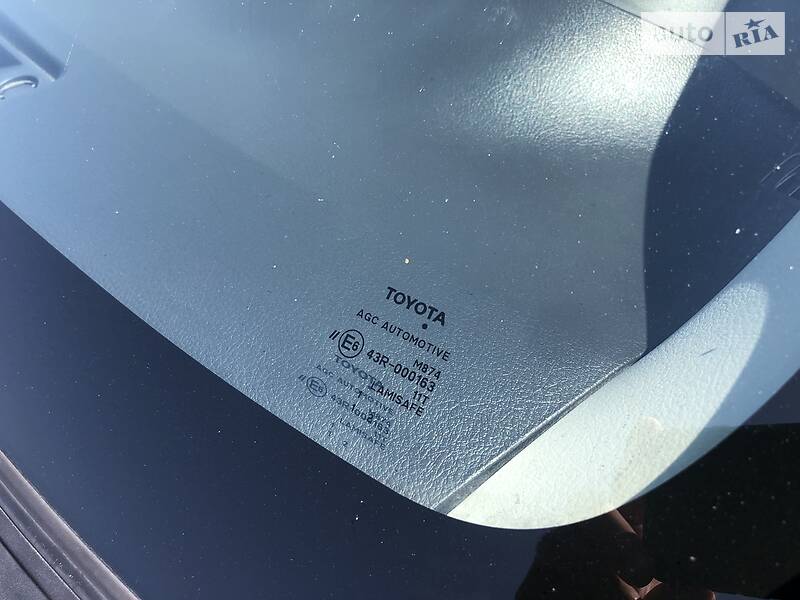 auto RIA
TOYOTA
AGC AUTOMOTIVE
M874
E6 43R-000163
11T
LAMISAFE